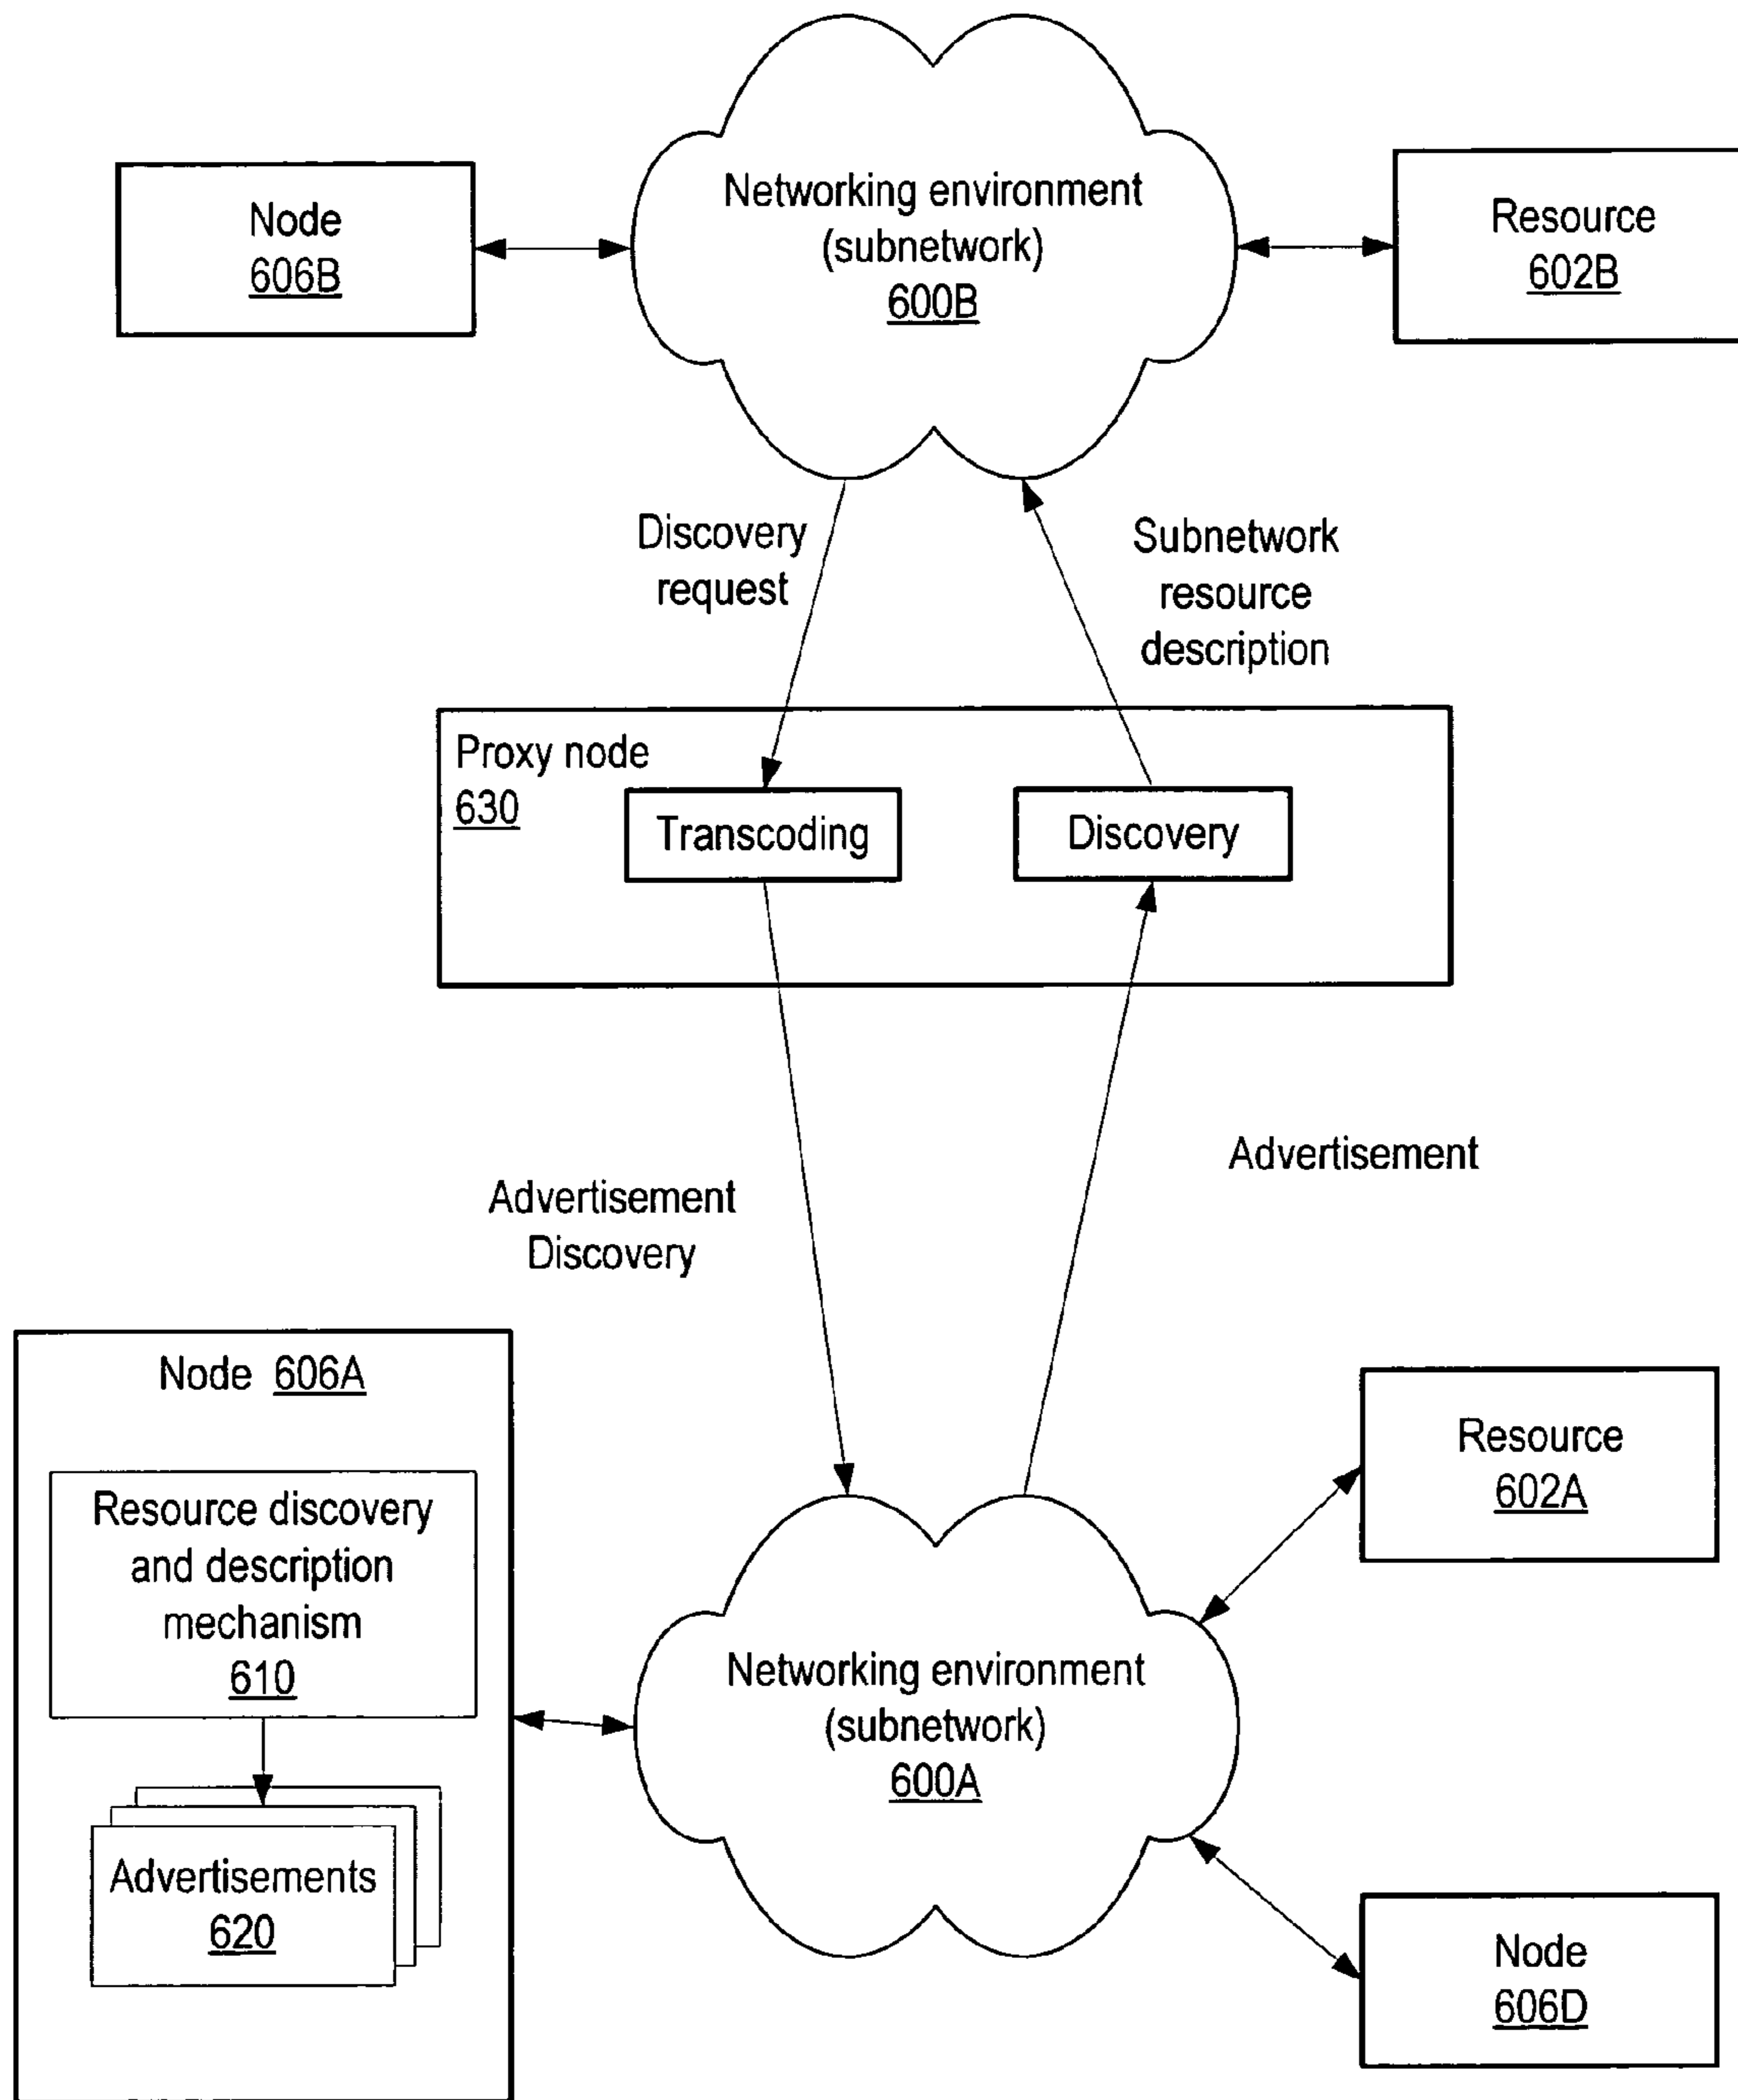 Networking environment
(subnetwork)
600B
Node
606B
Resource
602B
Discovery
request
Subnetwork
resource
description
Proxy node
630
Transcoding
Discovery
Advertisement
Discovery
Advertisement
Node 606A
Resource discovery
and description
mechanism
610
Advertisements
620
Networking environment
(subnetwork)
600A
Resource
602A
Node
606D